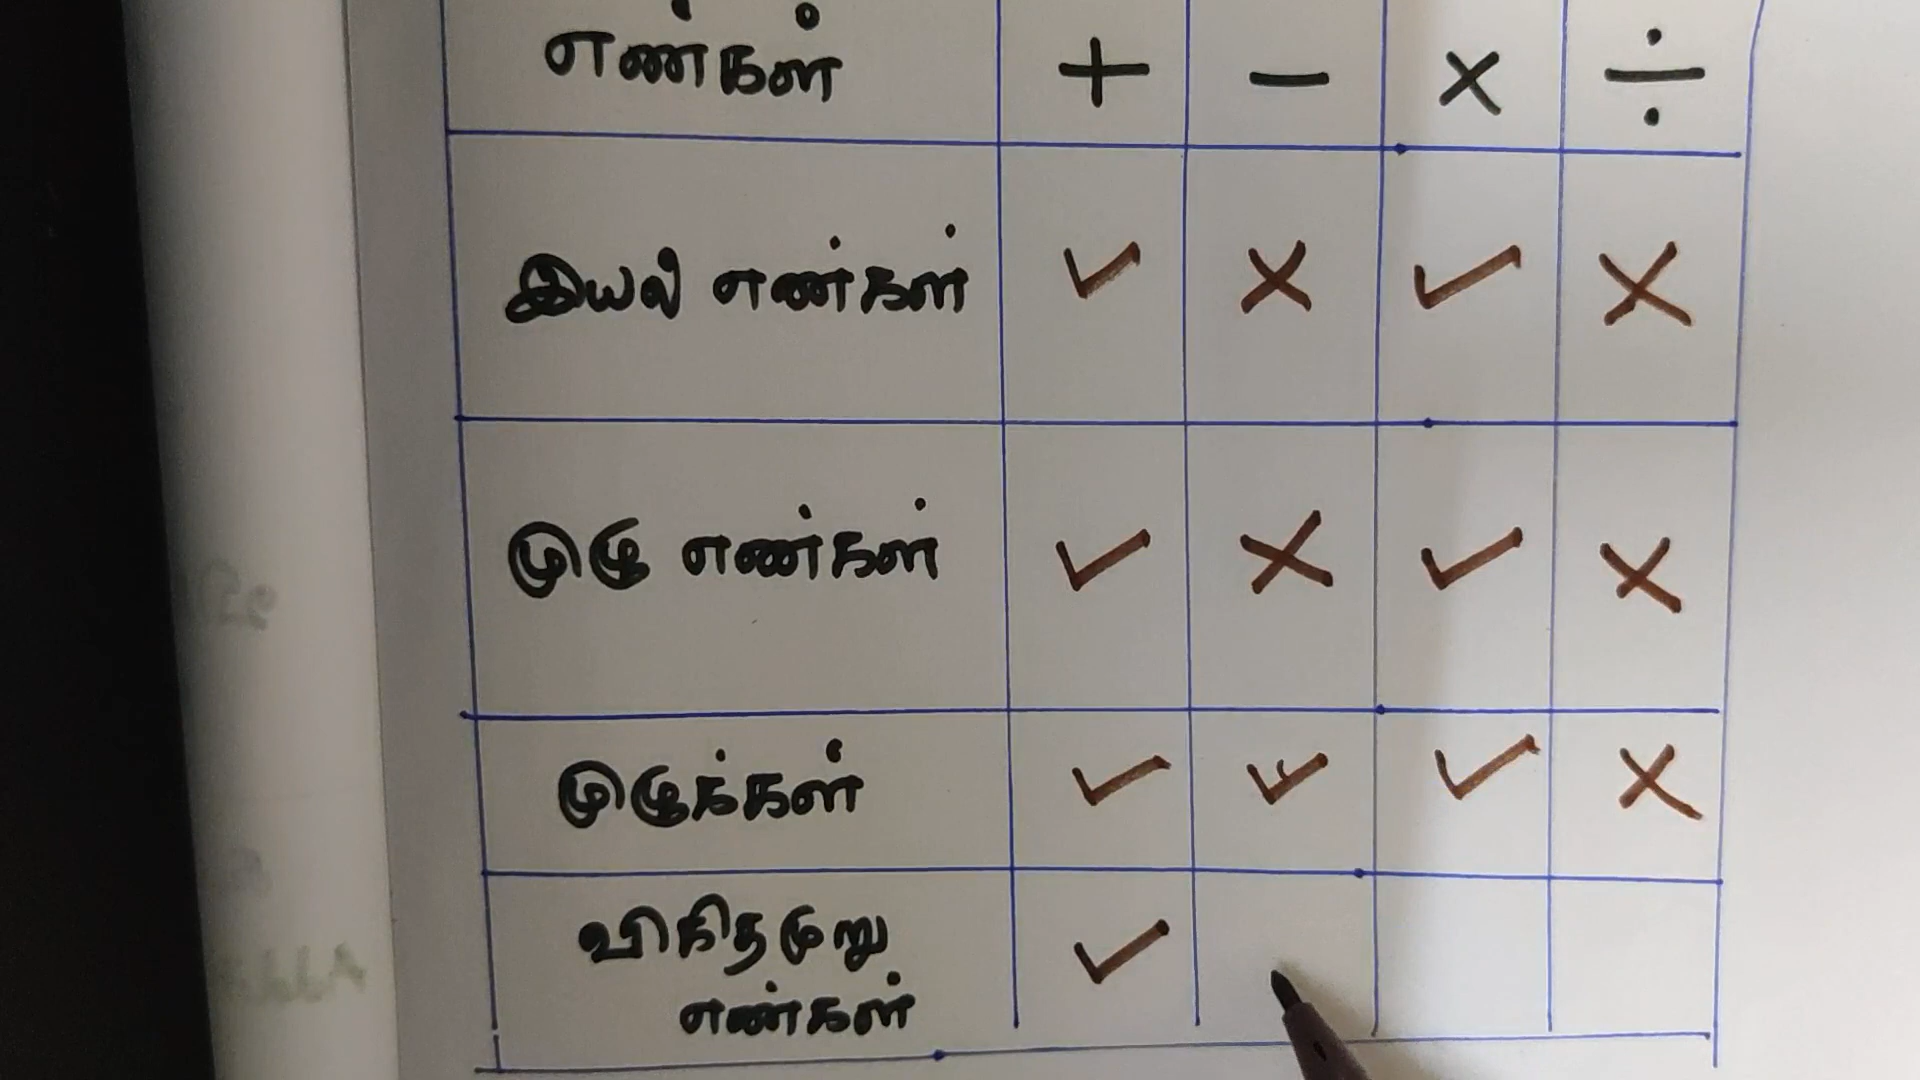 எண்கள் + − × ÷
இயல் எண்கள் ✓ ✗ ✓ ✗
முழு எண்கள் ✓ ✗ ✓ ✗
முழுக்கள் ✓ ✓ ✓ ✗
விகிதமுறு ✓
எண்கள்